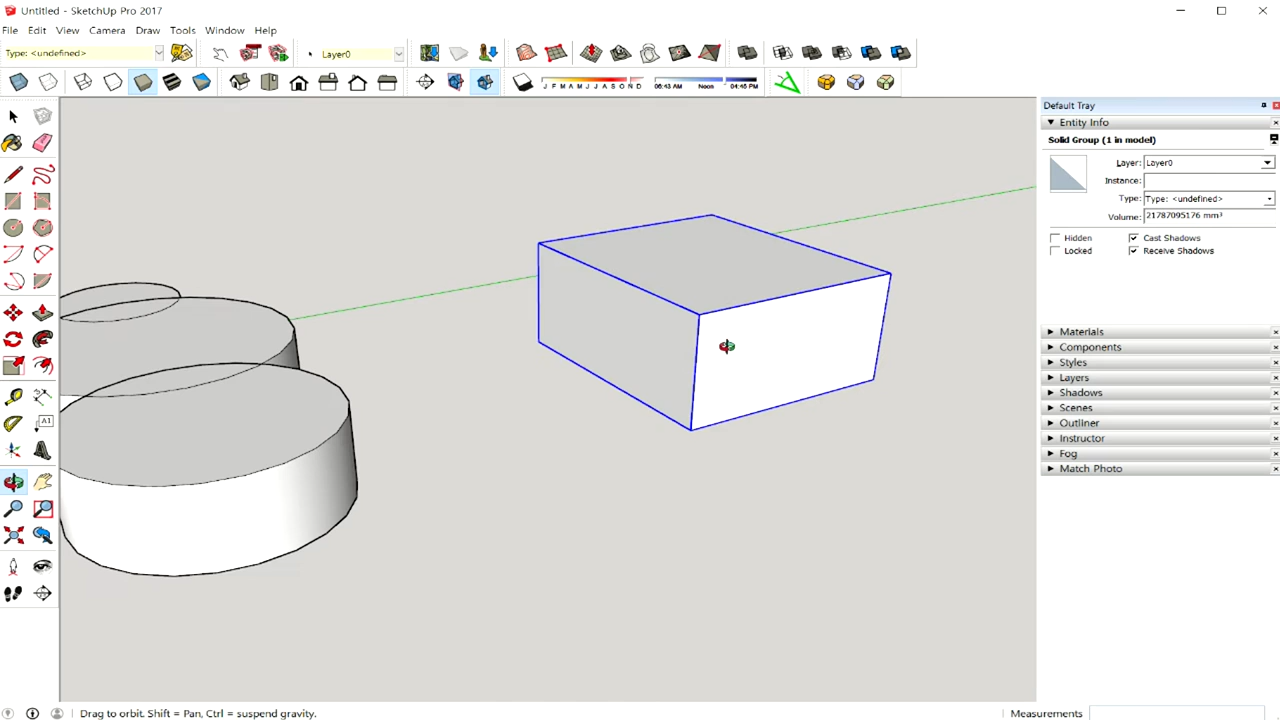 Untitled - SketchUp Pro 2017
File Edit View Camera Draw Tools Window Help
Type: <undefined>
Layer0
J F M A M J J A S O N D
06:43 AM Noon 04:45 PM
Default Tray
Entity Info
Solid Group (1 in model)
Layer: Layer0
Instance:
Type: Type: <undefined>
Volume: 21787095176 mm³
Hidden Cast Shadows
Locked Receive Shadows
Materials
Components
Styles
Layers
Shadows
Scenes
Outliner
Instructor
Fog
Match Photo
A1
Drag to orbit. Shift = Pan, Ctrl = suspend gravity.
Measurements